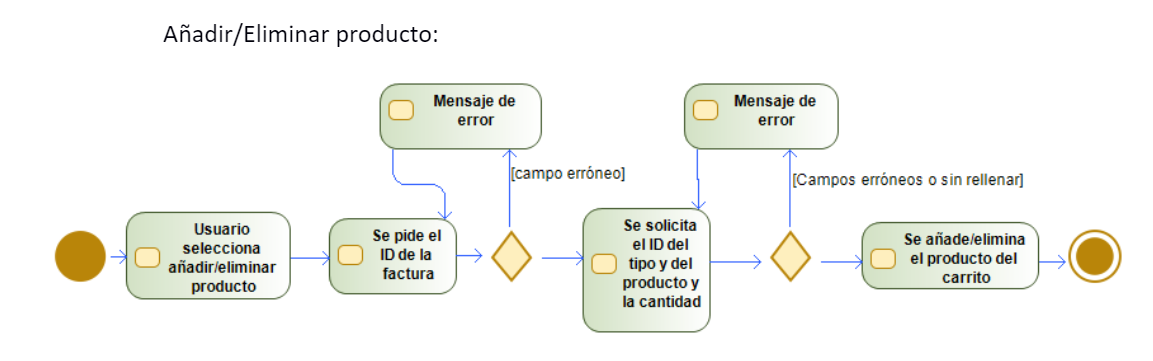 Añadir/Eliminar producto:
Mensaje de
error
Mensaje de
error
[campo erróneo]
[Campos erróneos o sin rellenar]
Usuario
selecciona
añadir/eliminar
producto
Se pide el
ID de la
factura
Se solicita
el ID del
tipo y del
producto y
la cantidad
Se añade/elimina
el producto del
carrito